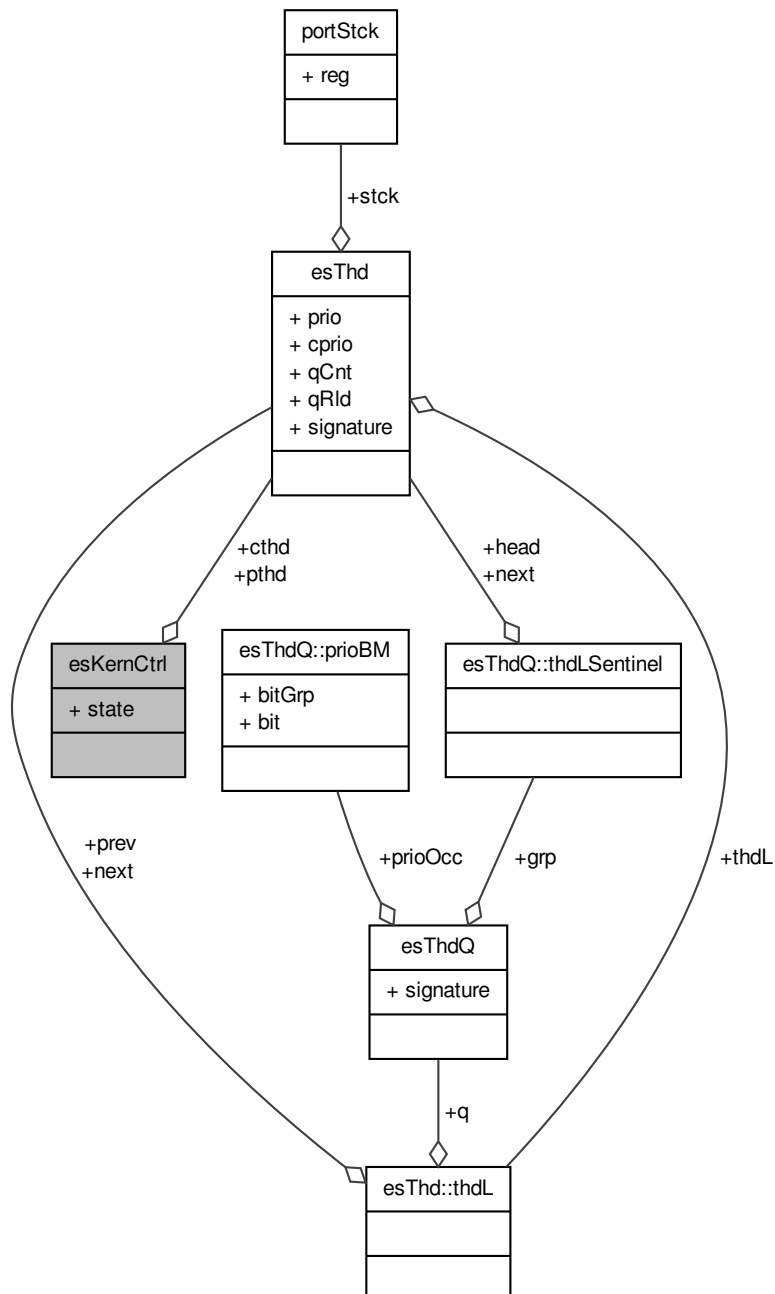 portStck
+ reg
+stck
esThd
+ prio
+ cprio
+ qCnt
+ qRld
+ signature
+cthd
+pthd
+head
+next
esKernCtrl
+ state
esThdQ::prioBM
+ bitGrp
+ bit
esThdQ::thdLSentinel
+prev
+next
+prioOcc
+grp
+thdL
esThdQ
+ signature
+q
esThd::thdL